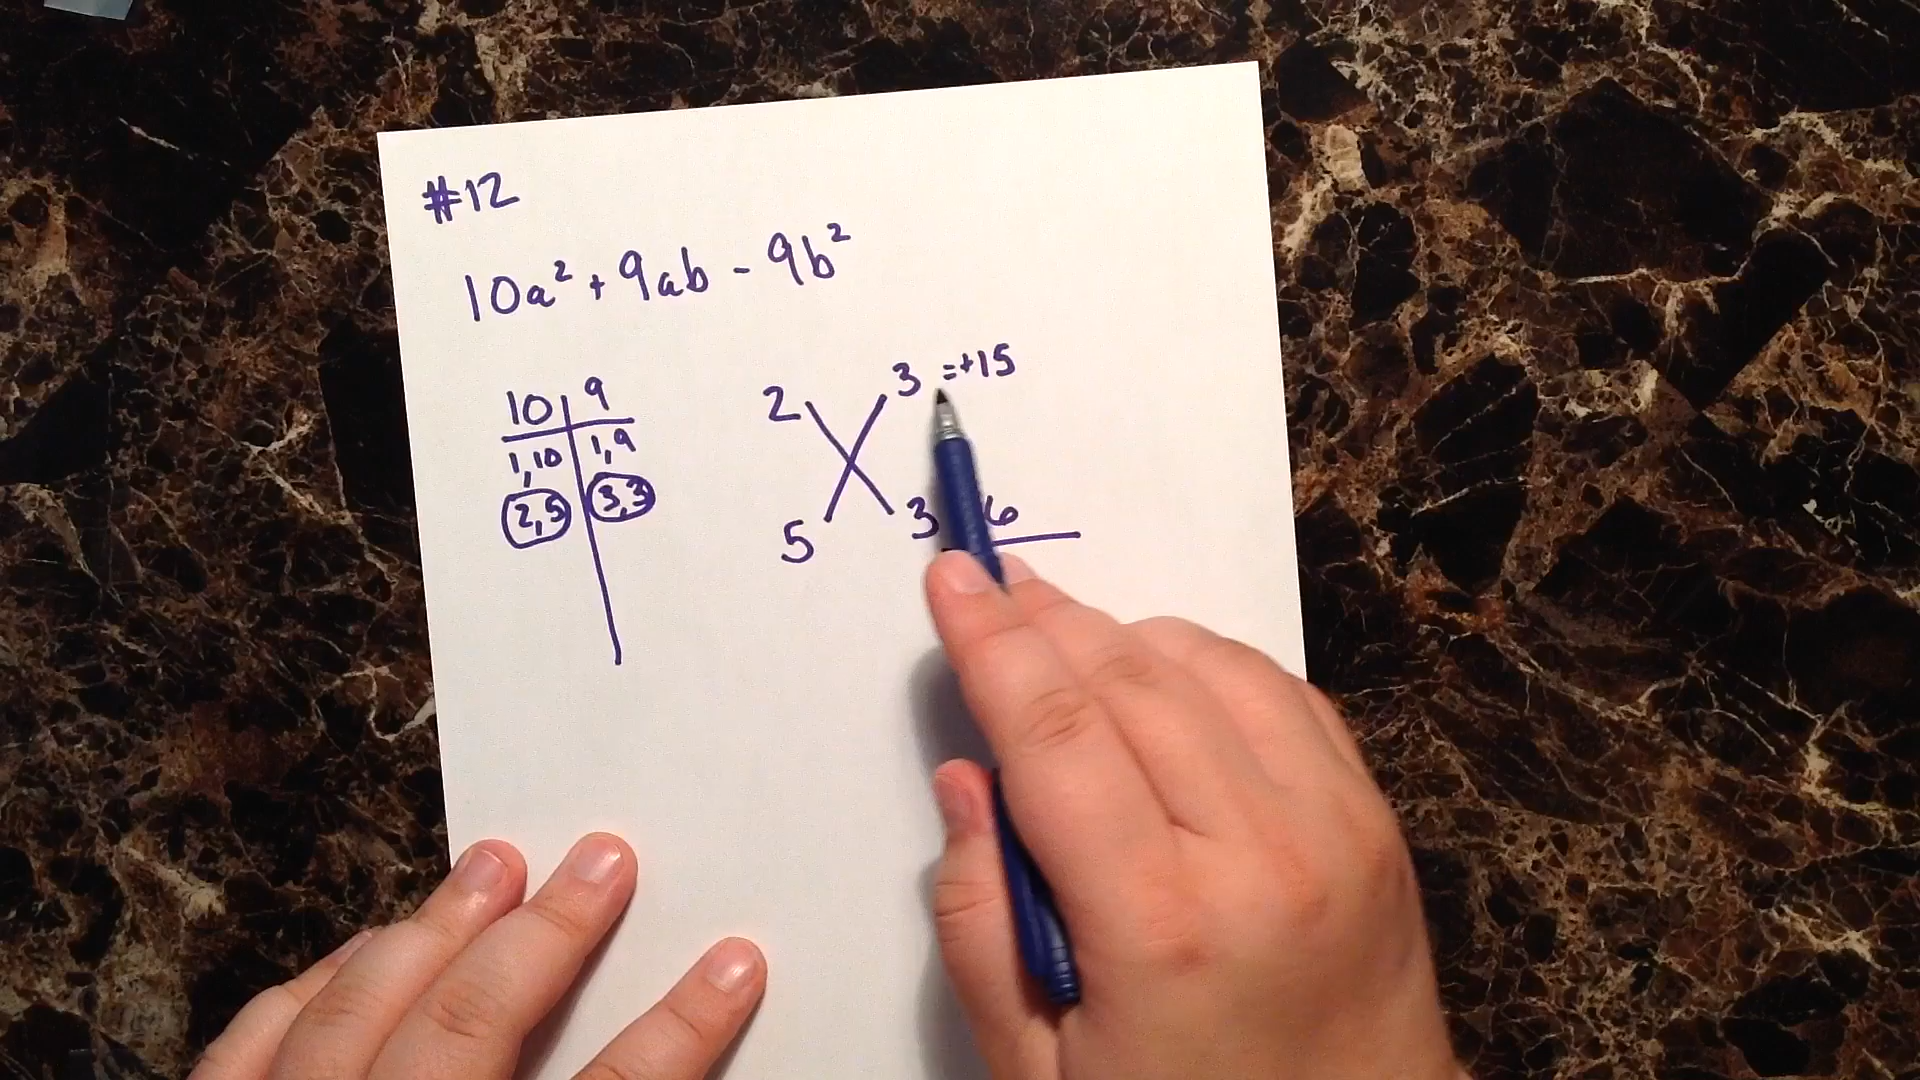 #12
10a² + 9ab - 9b²
10 | 9
1,10 | 1,9
2,5 | 3,3
2 3 =+15
5 3 6